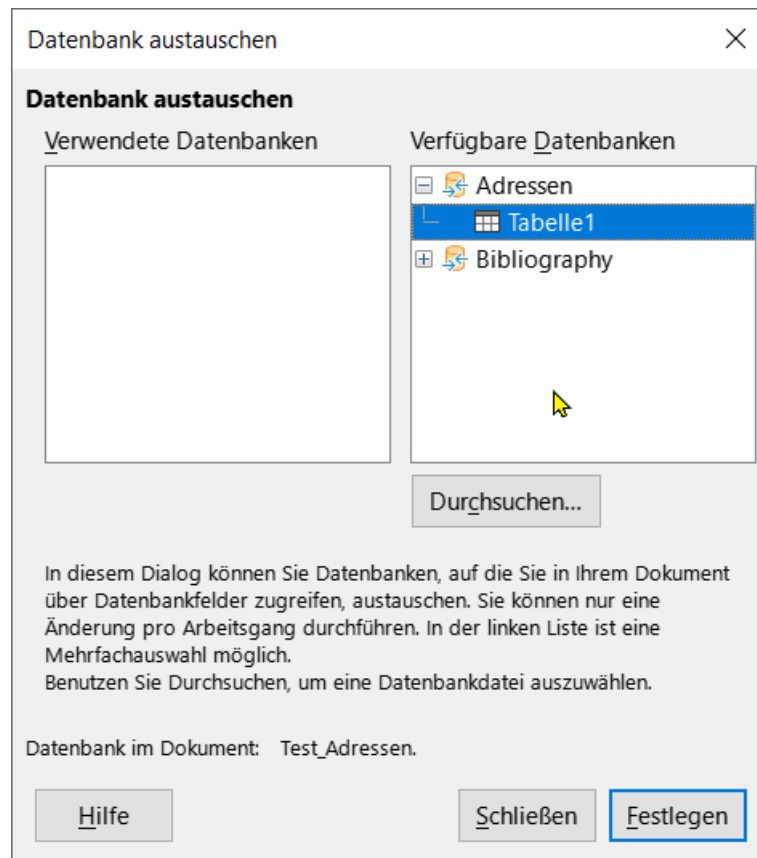 Datenbank austauschen
Datenbank austauschen
Verwendete Datenbanken
Verfügbare Datenbanken
Adressen
Tabelle1
Bibliography
Durchsuchen...
In diesem Dialog können Sie Datenbanken, auf die Sie in Ihrem Dokument
über Datenbankfelder zugreifen, austauschen. Sie können nur eine
Änderung pro Arbeitsgang durchführen. In der linken Liste ist eine
Mehrfachauswahl möglich.
Benutzen Sie Durchsuchen, um eine Datenbankdatei auszuwählen.
Datenbank im Dokument: Test_Adressen.
Hilfe
Schließen
Festlegen